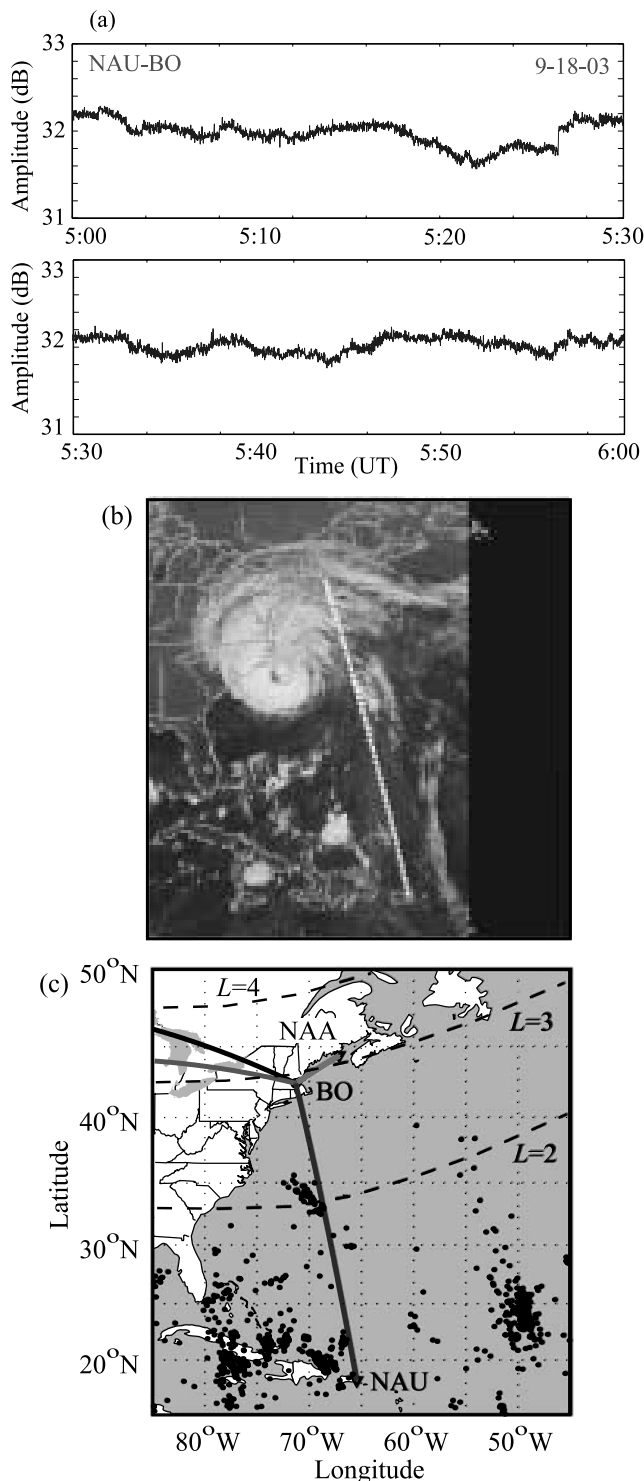 (a)
33
NAU-BO 9-18-03
Amplitude (dB)
32
31
5:00 5:10 5:20 5:30
33
Amplitude (dB)
32
31
5:30 5:40 5:50 6:00
Time (UT)
(b)
(c)
50°N
L=4
NAA
L=3
BO
40°N
L=2
Latitude
30°N
20°N
NAU
80°W 70°W 60°W 50°W
Longitude